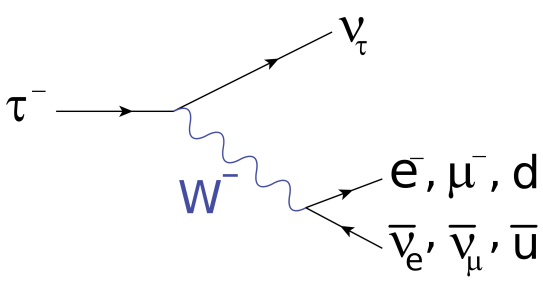 ν_τ
τ⁻
W⁻
e⁻, μ⁻, d
ν̅_e, ν̅_μ, u̅